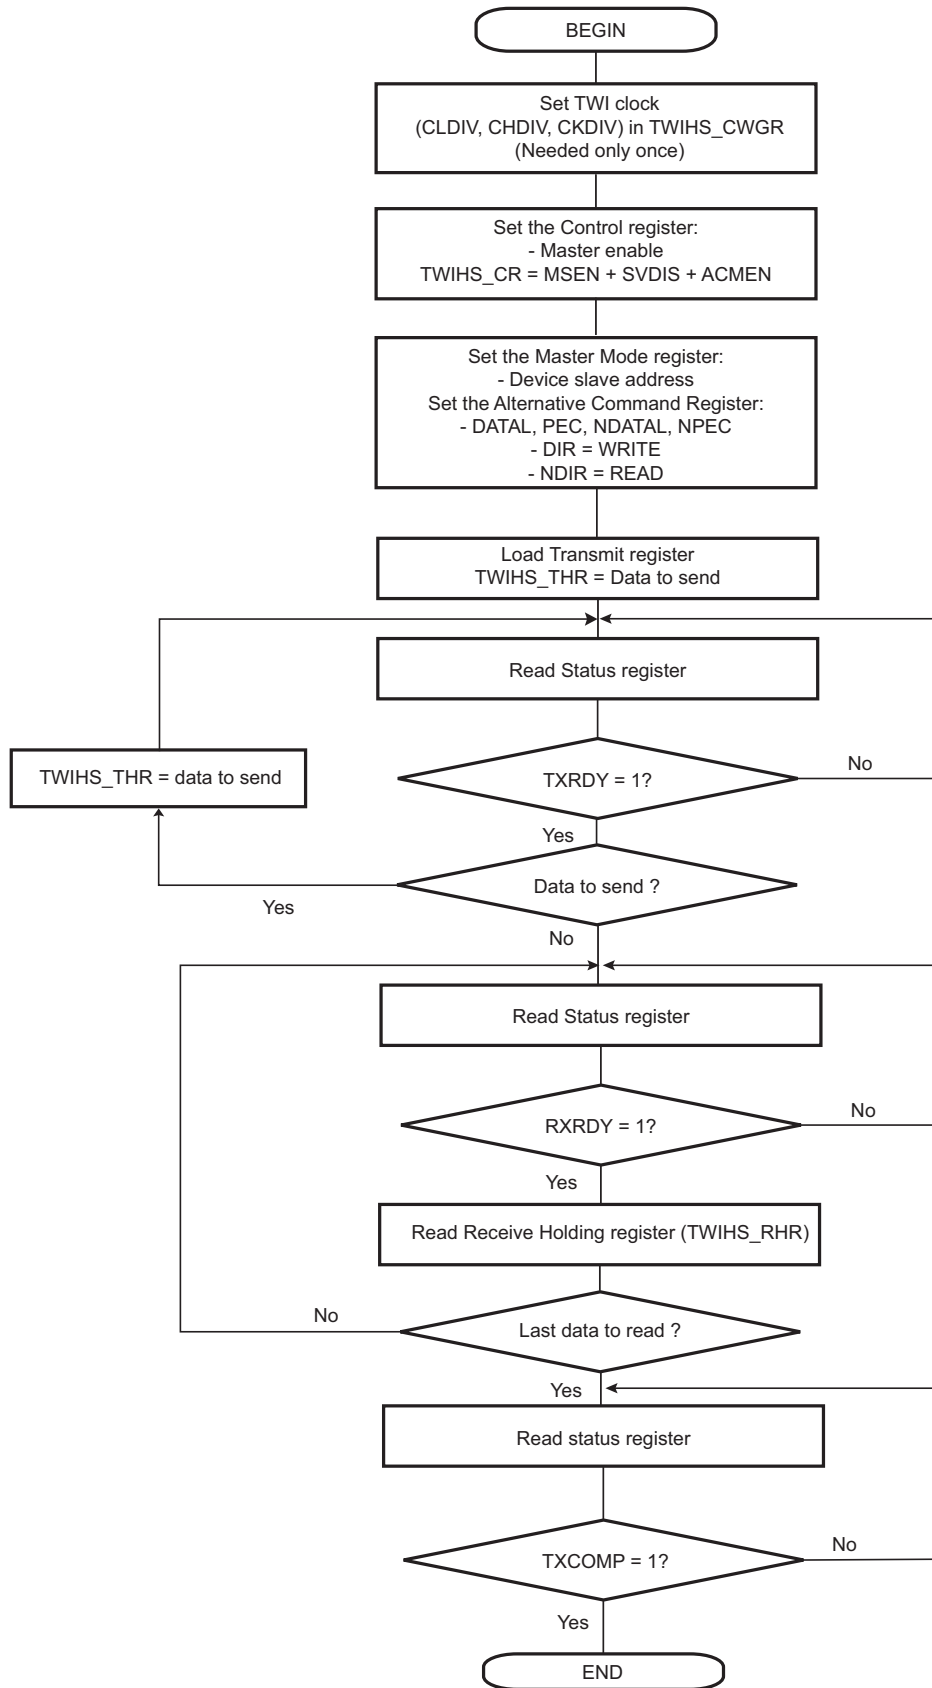 BEGIN
Set TWI clock
(CLDIV, CHDIV, CKDIV) in TWIHS_CWGR
(Needed only once)
Set the Control register:
- Master enable
TWIHS_CR = MSEN + SVDIS + ACMEN
Set the Master Mode register:
- Device slave address
Set the Alternative Command Register:
- DATAL, PEC, NDATAL, NPEC
- DIR = WRITE
- NDIR = READ
Load Transmit register
TWIHS_THR = Data to send
Read Status register
TWIHS_THR = data to send
TXRDY = 1?
No
Yes
Data to send ?
Yes
No
Read Status register
RXRDY = 1?
No
Yes
Read Receive Holding register (TWIHS_RHR)
No
Last data to read ?
Yes
Read status register
TXCOMP = 1?
No
Yes
END